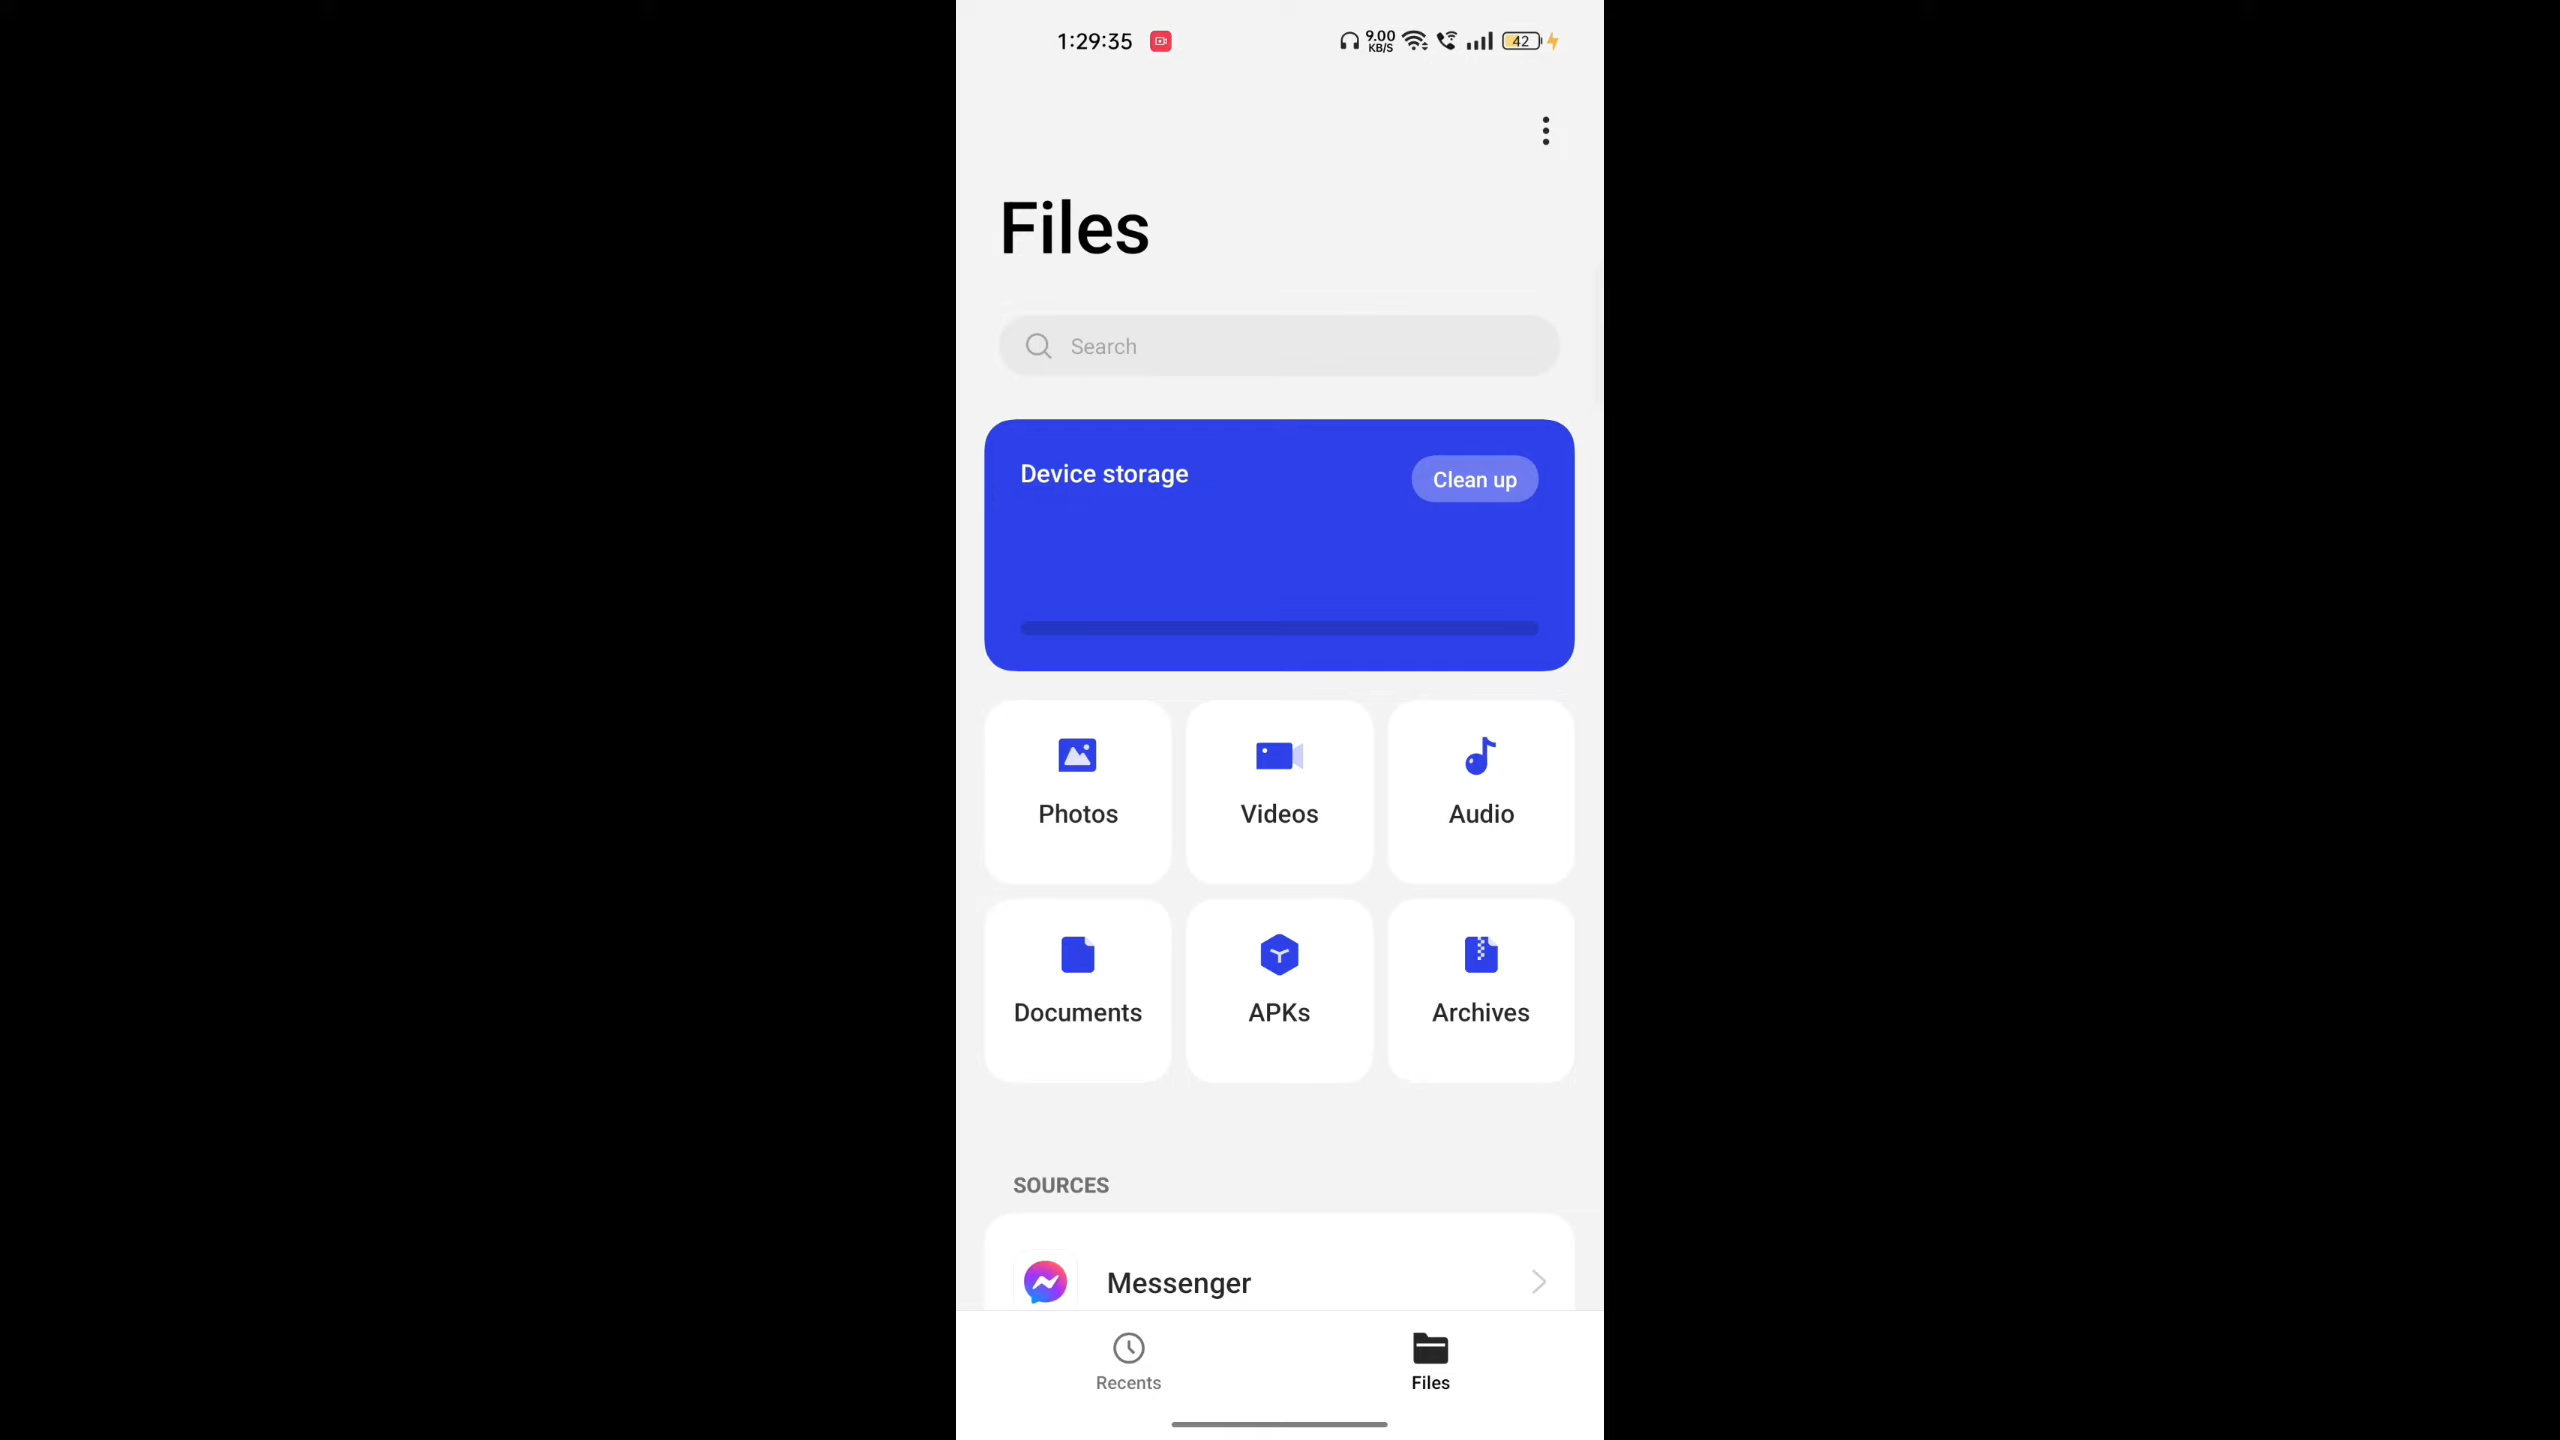 1:29:35
9.00
KB/S
42
Files
Search
Device storage
Clean up
Photos
Videos
Audio
Documents
APKs
Archives
SOURCES
Messenger
Recents
Files